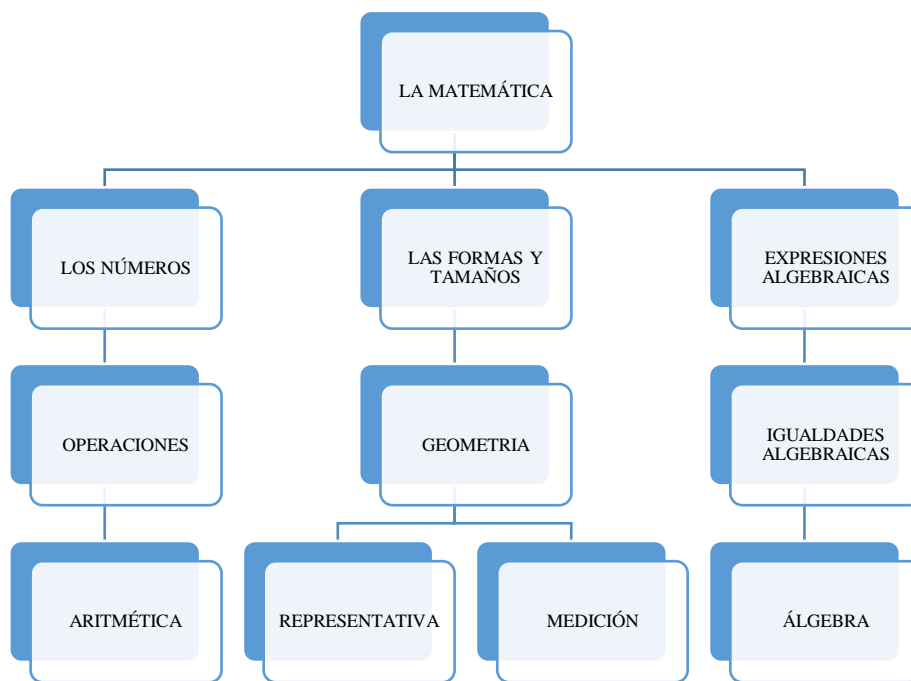 LA MATEMÁTICA
LOS NÚMEROS
LAS FORMAS Y
TAMAÑOS
EXPRESIONES
ALGEBRAICAS
OPERACIONES
GEOMETRIA
IGUALDADES
ALGEBRAICAS
ARITMÉTICA
REPRESENTATIVA
MEDICIÓN
ÁLGEBRA